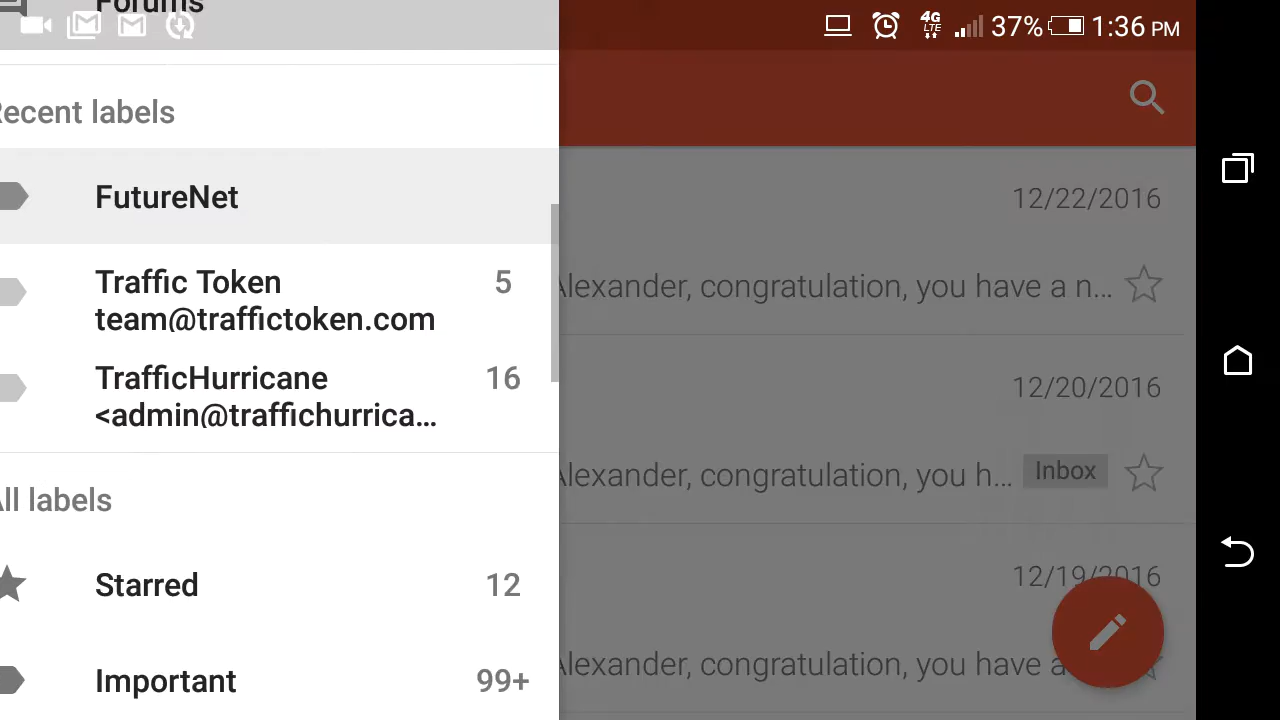 Forums
4G
LTE
37%
1:36 PM
Recent labels
FutureNet
Traffic Token
5
team@traffictoken.com
TrafficHurricane
16
<admin@traffichurrica...
All labels
Starred
12
Important
99+
12/22/2016
Alexander, congratulation, you have a n...
12/20/2016
Alexander, congratulation, you h...
Inbox
12/19/2016
Alexander, congratulation, you have a